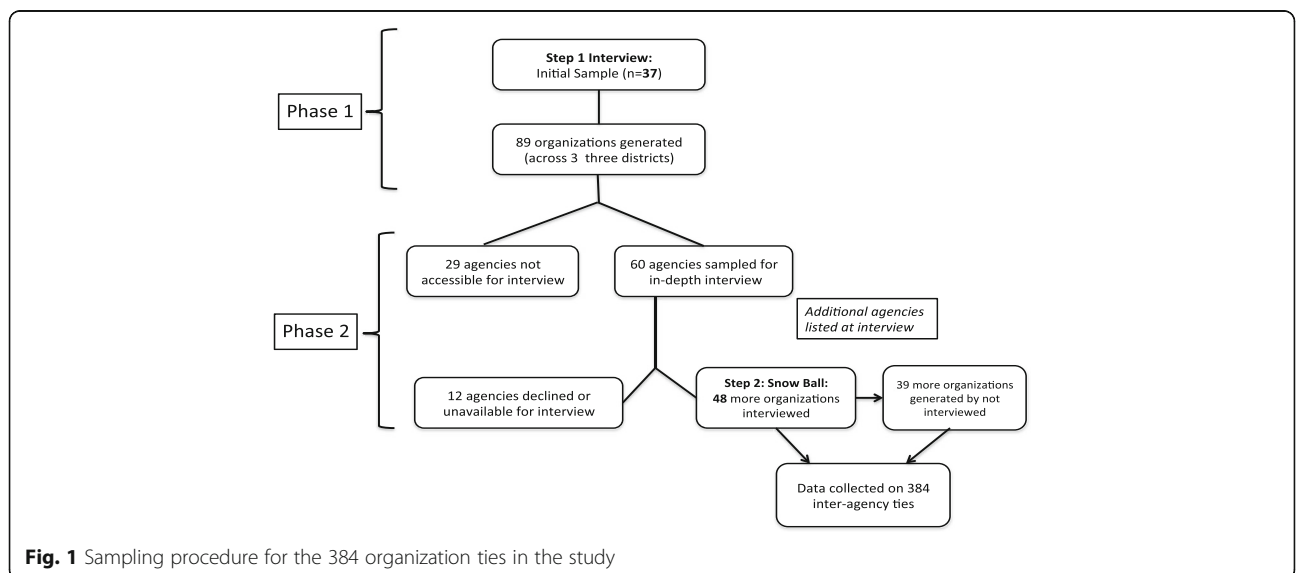 Step 1 Interview:
Initial Sample (n=37)
Phase 1
89 organizations generated
(across 3 three districts)
29 agencies not
accessible for interview
60 agencies sampled for
in-depth interview
Additional agencies
listed at interview
Phase 2
12 agencies declined or
unavailable for interview
Step 2: Snow Ball:
48 more organizations
interviewed
39 more organizations
generated by not
interviewed
Data collected on 384
inter-agency ties
Fig. 1 Sampling procedure for the 384 organization ties in the study